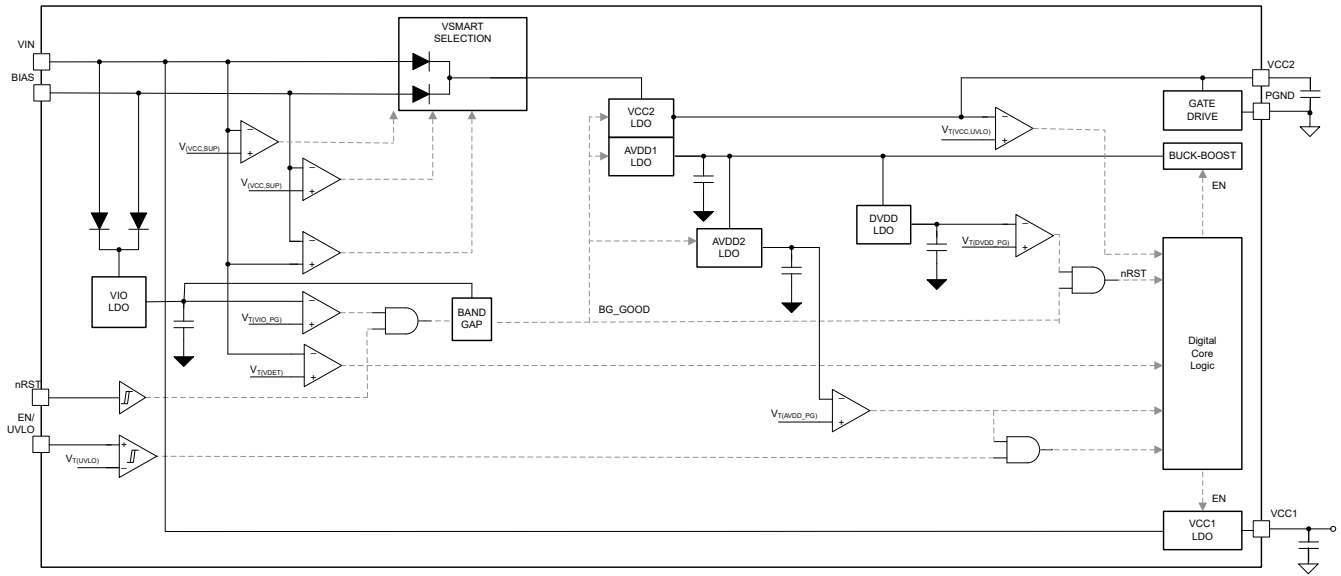 VSMART
SELECTION
VIN
BIAS
VCC2
PGND
VCC2
LDO
GATE
DRIVE
V(VCC,SUP)
VT(VCC,UVLO)
AVDD1
LDO
BUCK-BOOST
V(VCC,SUP)
EN
DVDD
LDO
AVDD2
LDO
VT(DVDD_PG)
nRST
VIO
LDO
BAND
GAP
BG_GOOD
VT(VIO_PG)
Digital
Core
Logic
VT(VDET)
nRST
VT(AVDD_PG)
EN/
UVLO
VT(UVLO)
EN
VCC1
LDO
VCC1